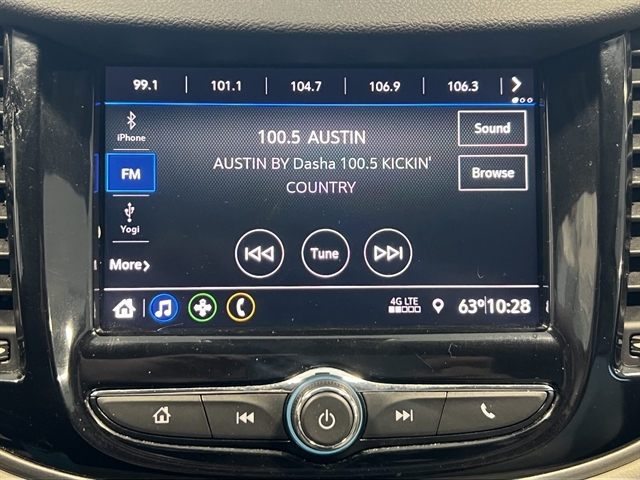 99.1 101.1 104.7 106.9 106.3
iPhone
100.5 AUSTIN
Sound
AUSTIN BY Dasha 100.5 KICKIN'
COUNTRY
FM
Browse
Yogi
Tune
More
4G LTE
63° 10:28